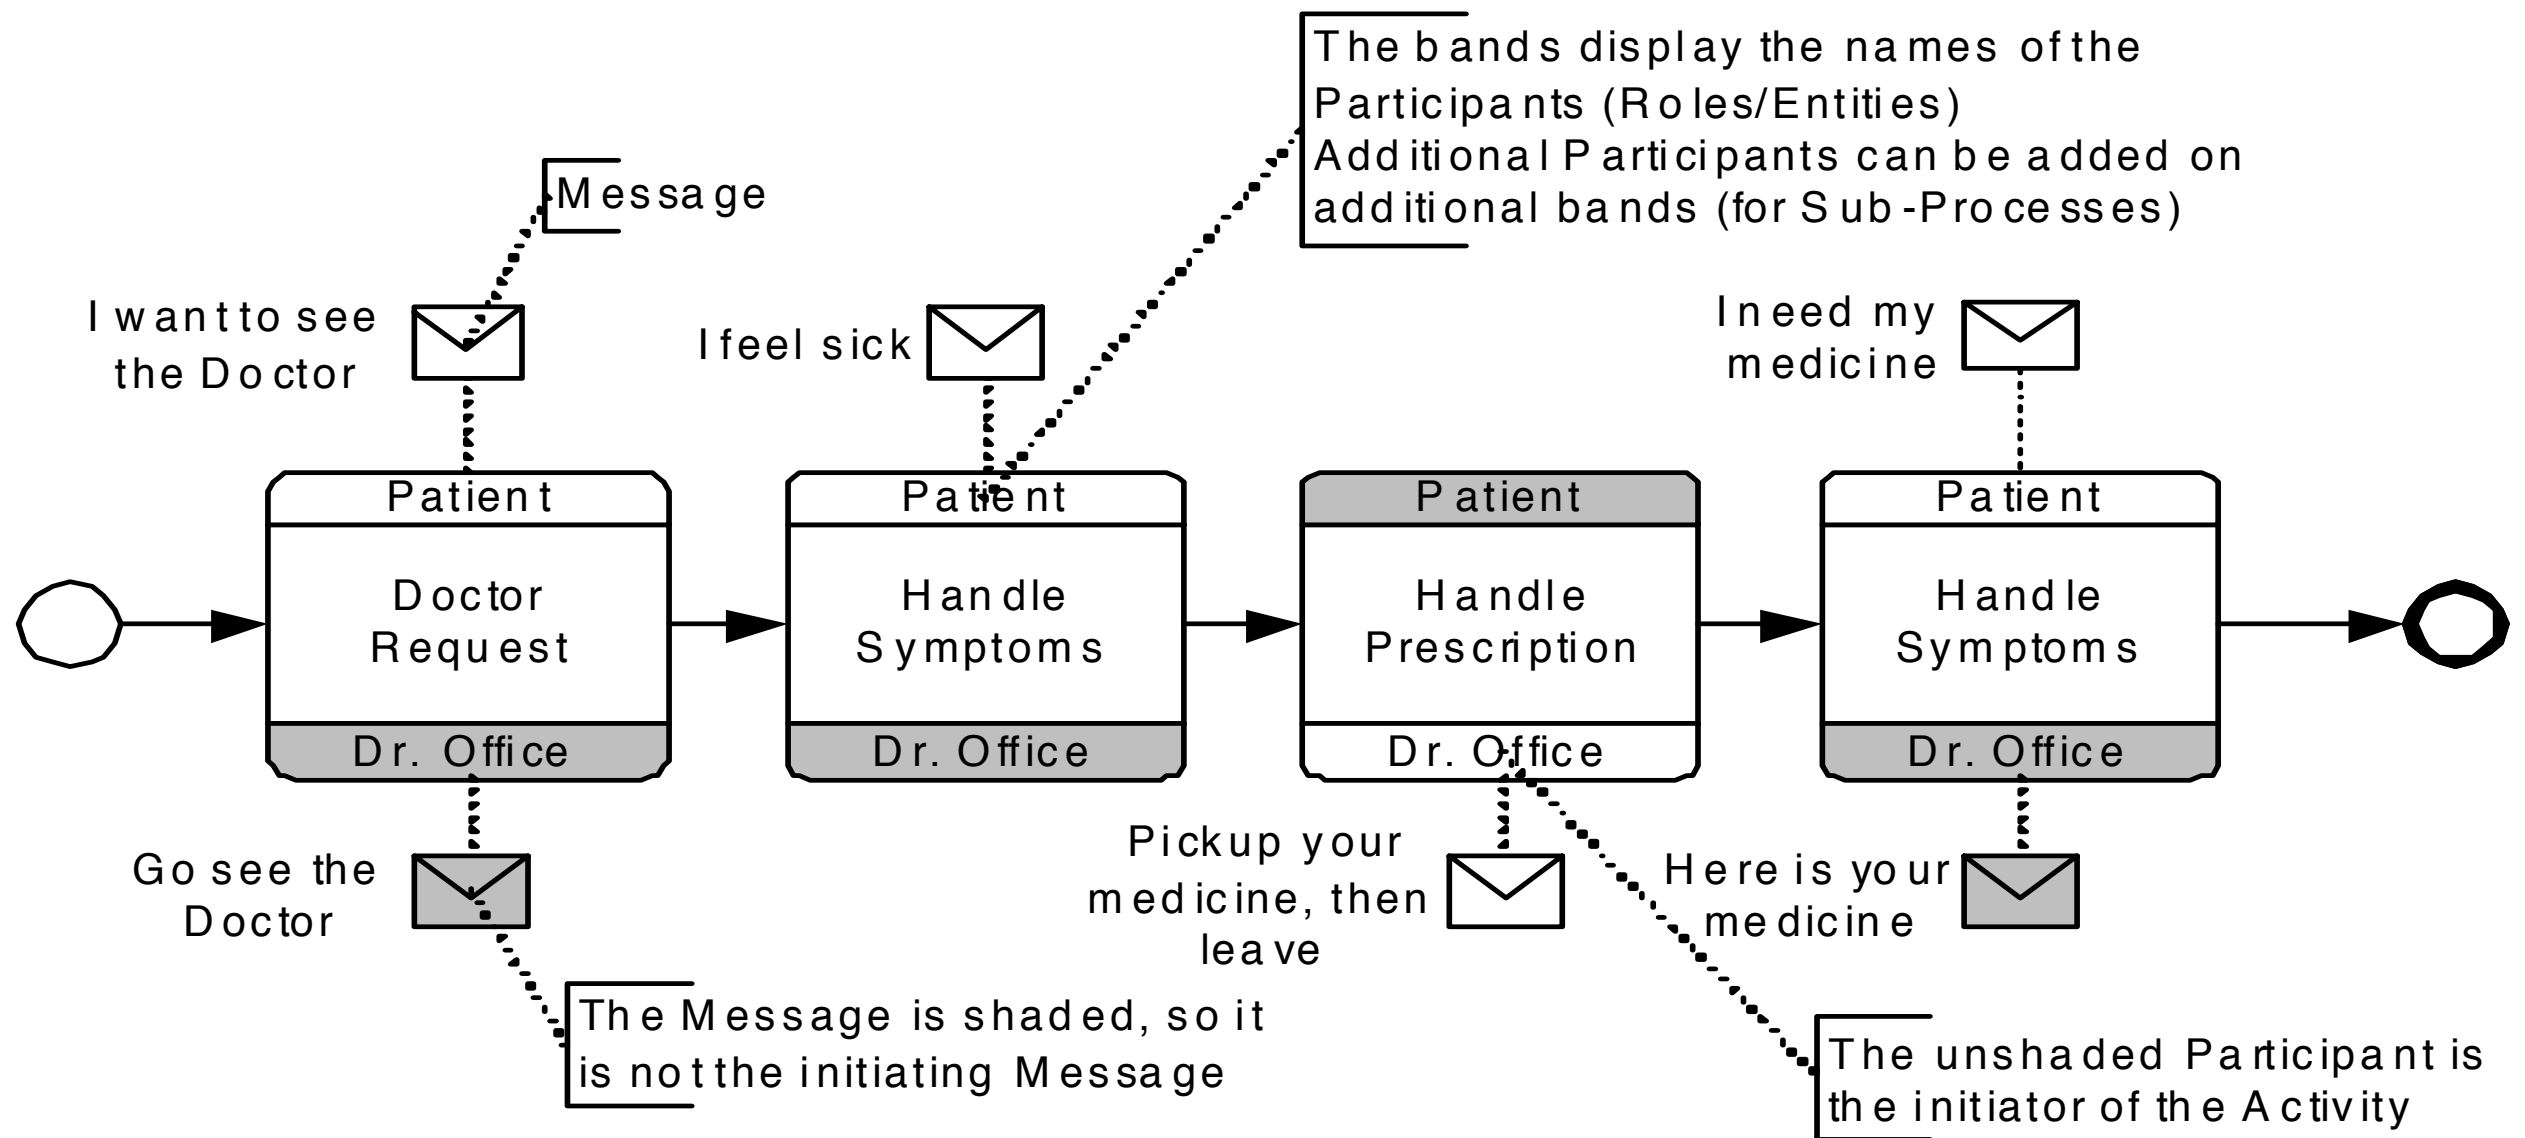 The bands display the names of the
Participants (Roles/Entities)
Additional Participants can be added on
additional bands (for Sub-Processes)
Message
I want to see
the Doctor
I feel sick
I need my
medicine
Patient
Doctor
Request
Dr. Office
Patient
Handle
Symptoms
Dr. Office
Patient
Handle
Prescription
Dr. Office
Patient
Handle
Symptoms
Dr. Office
Go see the
Doctor
Pickup your
medicine, then
leave
Here is your
medicine
The Message is shaded, so it
is not the initiating Message
The unshaded Participant is
the initiator of the Activity